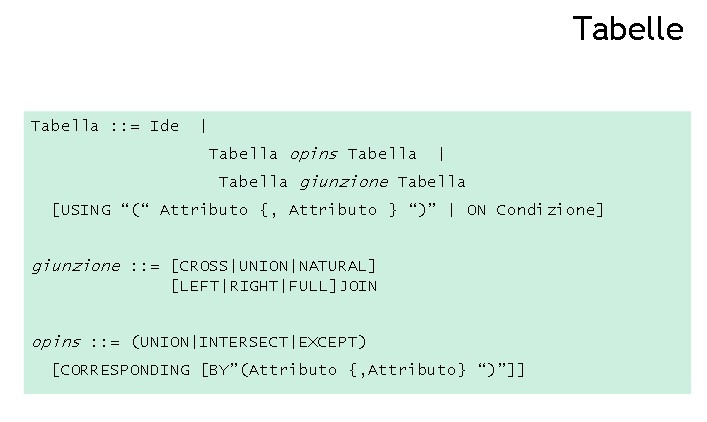 Tabelle
Tabella ::= Ide |
Tabella opins Tabella |
Tabella giunzione Tabella
[USING “(“ Attributo {, Attributo } “)” | ON Condizione]
giunzione ::= [CROSS|UNION|NATURAL]
[LEFT|RIGHT|FULL]JOIN
opins ::= (UNION|INTERSECT|EXCEPT)
[CORRESPONDING [BY”(Attributo {,Attributo} “)”]]